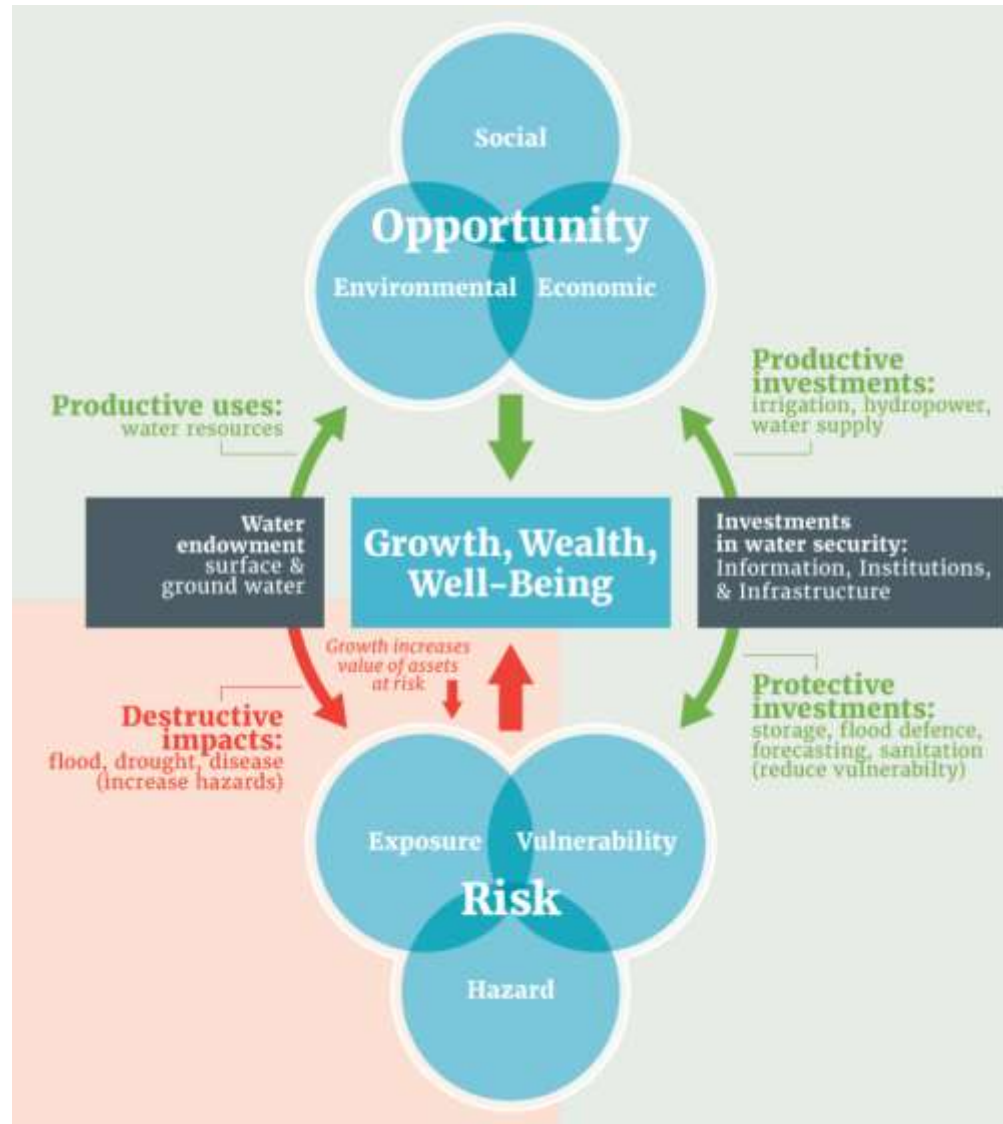 Social
Opportunity
Environmental
Economic
Productive
investments:
irrigation, hydropower,
water supply
Productive uses:
water resources
Water
endowment
surface &
ground water
Growth, Wealth,
Well-Being
Investments
in water security:
Information, Institutions,
& Infrastructure
Growth increases
value of assets
at risk
Destructive
impacts:
flood, drought, disease
(increase hazards)
Protective
investments:
storage, flood defence,
forecasting, sanitation
(reduce vulnerabilty)
Exposure
Vulnerability
Risk
Hazard